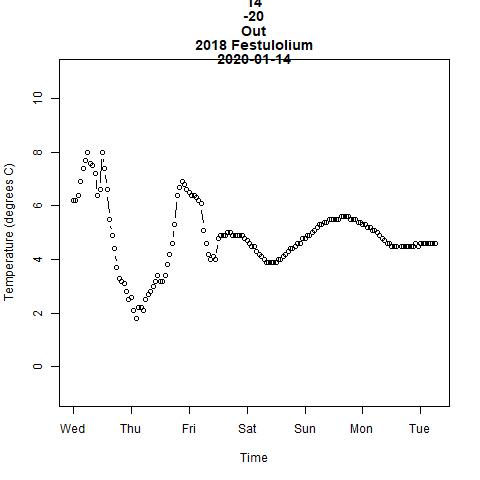 14
-20
Out
2018 Festulolium
2020-01-14
Temperature (degrees C)
10
8
6
4
2
0
Wed Thu Fri Sat Sun Mon Tue
Time